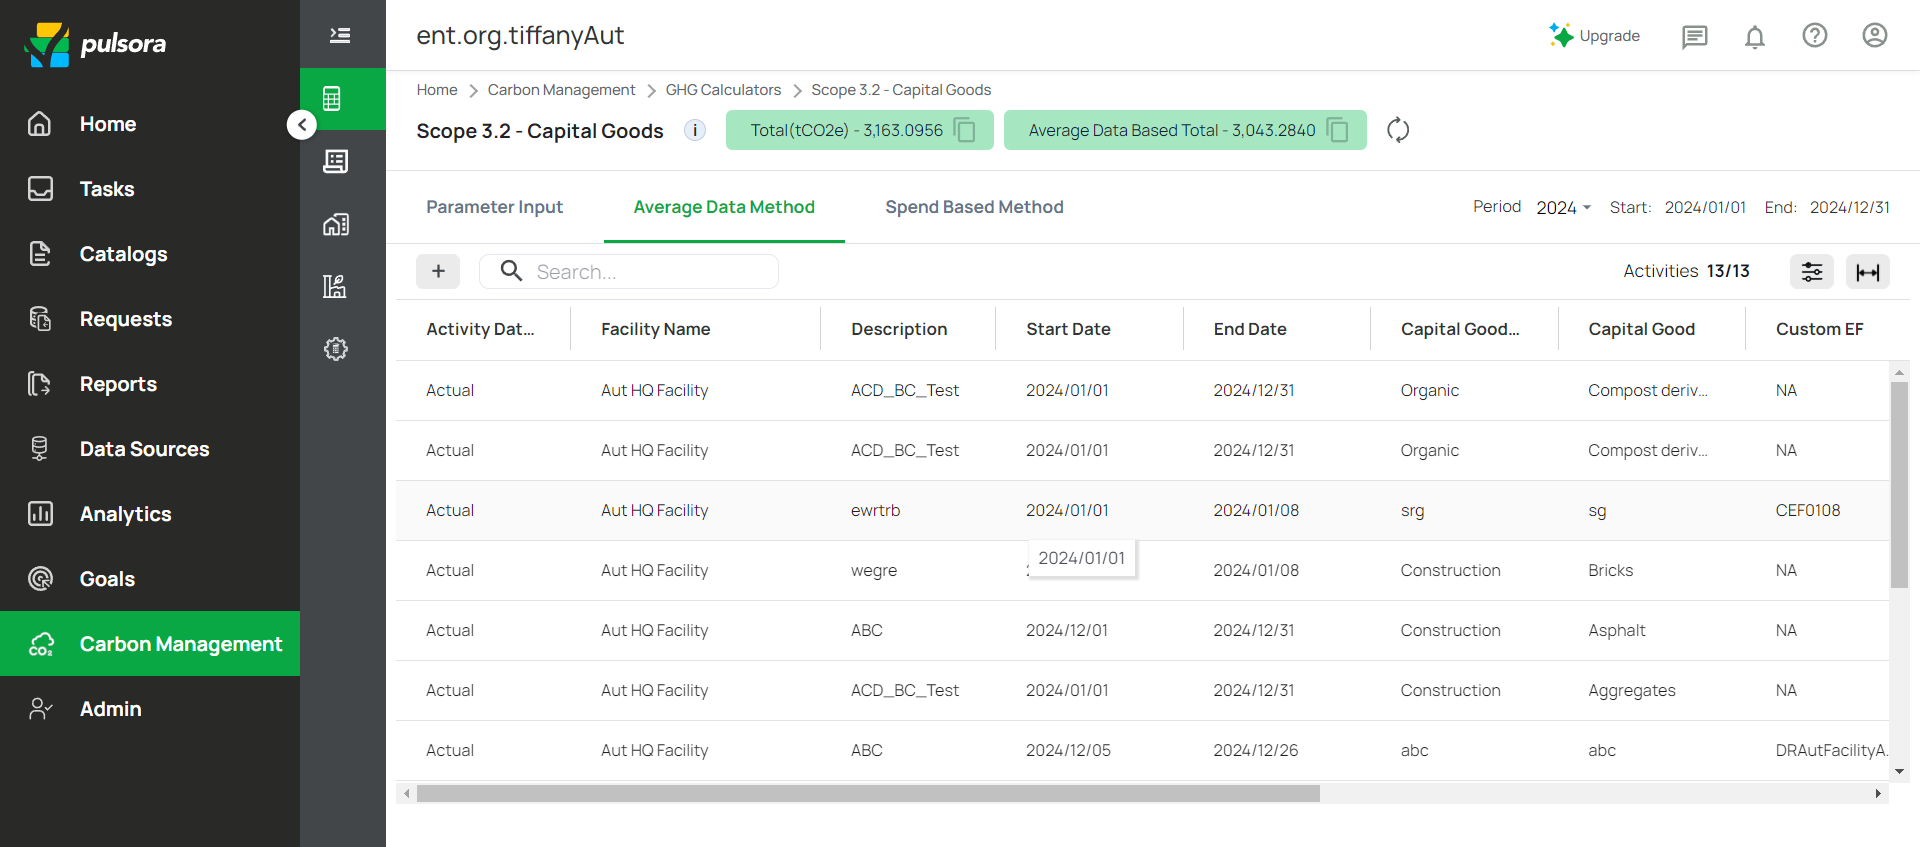 pulsora
Home
Tasks
Catalogs
Requests
Reports
Data Sources
Analytics
Goals
CO₂ Carbon Management
Admin
ent.org.tiffanyAut
Upgrade
Home > Carbon Management > GHG Calculators > Scope 3.2 - Capital Goods
Scope 3.2 - Capital Goods i Total(tCO2e) - 3,163.0956 Average Data Based Total - 3,043.2840
Parameter Input Average Data Method Spend Based Method Period 2024 Start: 2024/01/01 End: 2024/12/31
+ Search... Activities 13/13
Activity Dat... Facility Name Description Start Date End Date Capital Good... Capital Good Custom EF
Actual Aut HQ Facility ACD_BC_Test 2024/01/01 2024/12/31 Organic Compost deriv... NA
Actual Aut HQ Facility ACD_BC_Test 2024/01/01 2024/12/31 Organic Compost deriv... NA
Actual Aut HQ Facility ewrtrb 2024/01/01 2024/01/08 srg sg CEF0108
2024/01/01
Actual Aut HQ Facility wegre 2024/01/08 Construction Bricks NA
Actual Aut HQ Facility ABC 2024/12/01 2024/12/31 Construction Asphalt NA
Actual Aut HQ Facility ACD_BC_Test 2024/01/01 2024/12/31 Construction Aggregates NA
Actual Aut HQ Facility ABC 2024/12/05 2024/12/26 abc abc DRAutFacilityA.